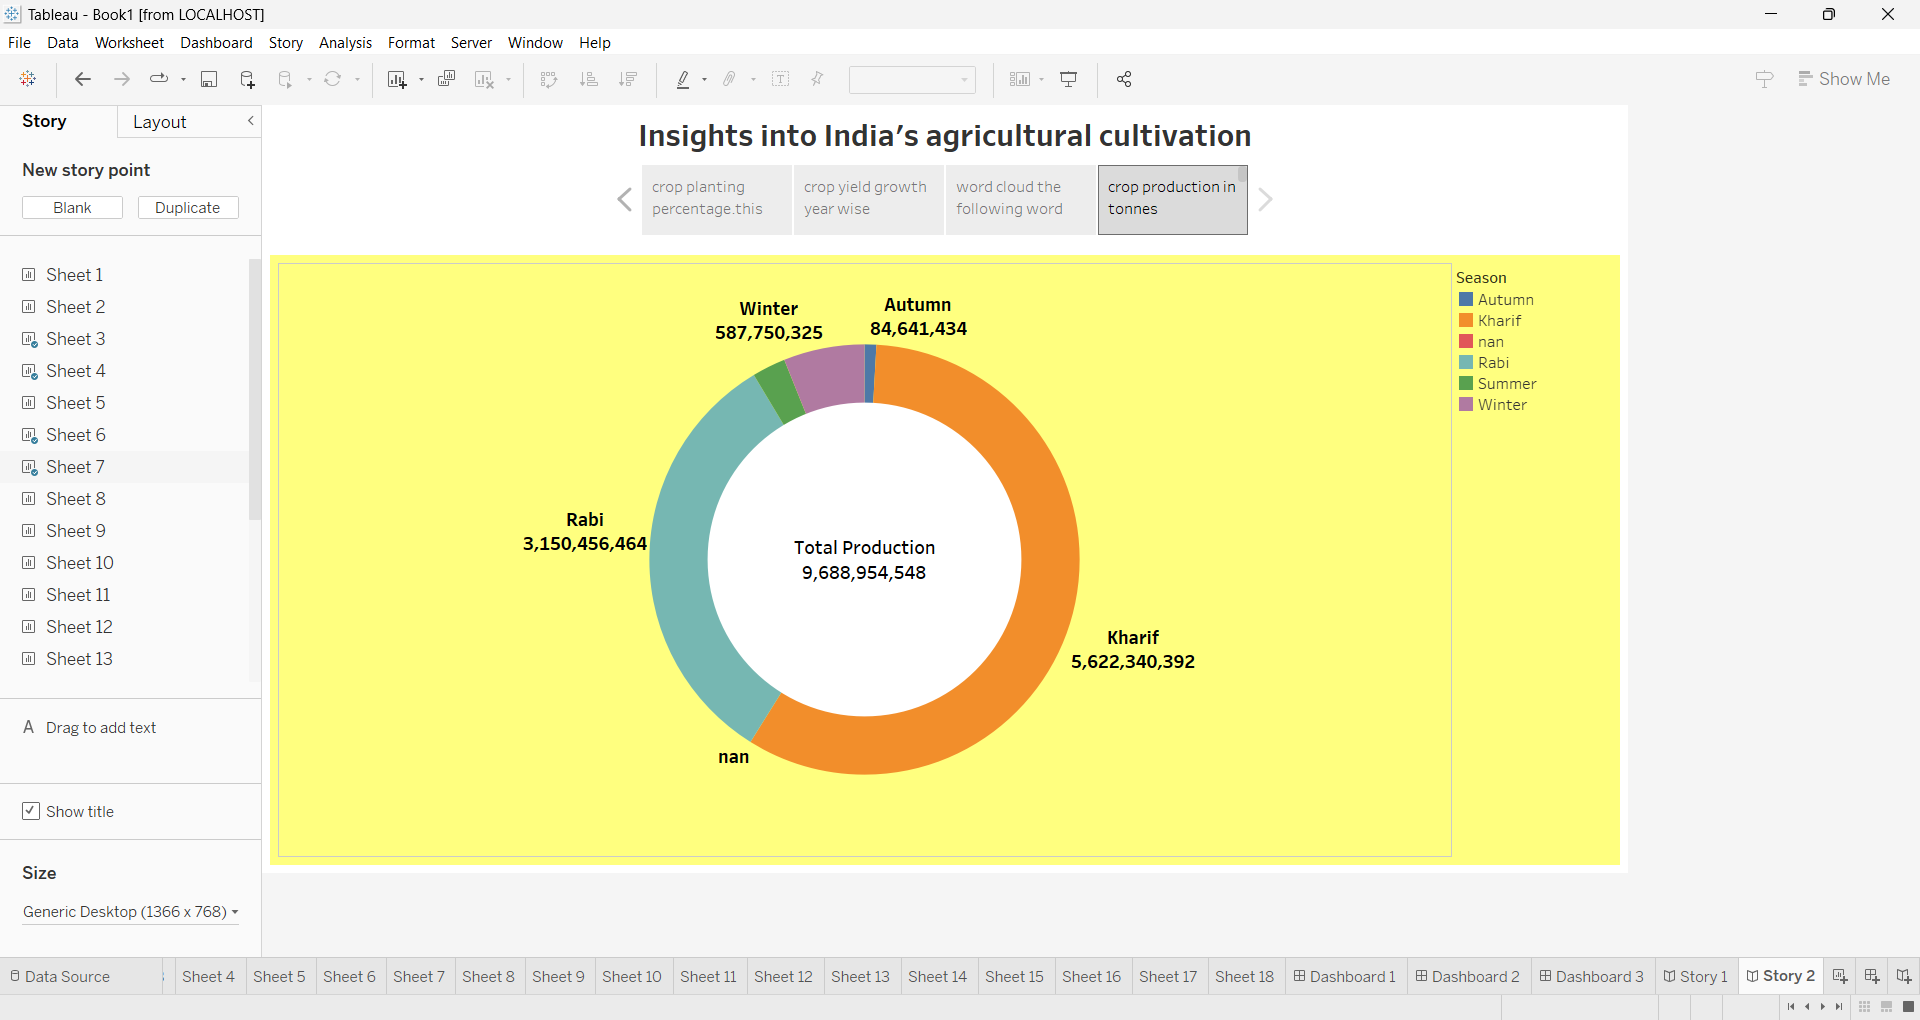 Tableau - Book1 [from LOCALHOST]
File Data Worksheet Dashboard Story Analysis Format Server Window Help
Show Me
Story
Layout
New story point
Blank
Duplicate
Sheet 1
Sheet 2
Sheet 3
Sheet 4
Sheet 5
Sheet 6
Sheet 7
Sheet 8
Sheet 9
Sheet 10
Sheet 11
Sheet 12
Sheet 13
A Drag to add text
Show title
Size
Generic Desktop (1366 x 768)
Insights into India's agricultural cultivation
crop planting
percentage.this
crop yield growth
year wise
word cloud the
following word
crop production in
tonnes
Winter
587,750,325
Autumn
84,641,434
Rabi
3,150,456,464
Total Production
9,688,954,548
Kharif
5,622,340,392
nan
Season
Autumn
Kharif
nan
Rabi
Summer
Winter
Data Source Sheet 4 Sheet 5 Sheet 6 Sheet 7 Sheet 8 Sheet 9 Sheet 10 Sheet 11 Sheet 12 Sheet 13 Sheet 14 Sheet 15 Sheet 16 Sheet 17 Sheet 18 Dashboard 1 Dashboard 2 Dashboard 3 Story 1 Story 2